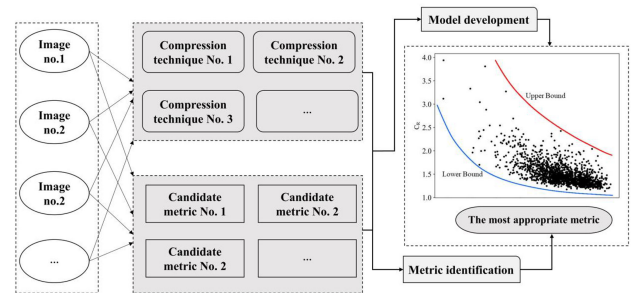 Image
no.1
Image
no.2
Image
no.2
...
Compression
technique No. 1
Compression
technique No. 2
Compression
technique No. 3
...
Candidate
metric No. 1
Candidate
metric No. 2
Candidate
metric No. 2
...
Model development
4.0
3.5
3.0
2.5
2.0
1.5
1.0
CR
Upper Bound
Lower Bound
The most appropriate metric
Metric identification